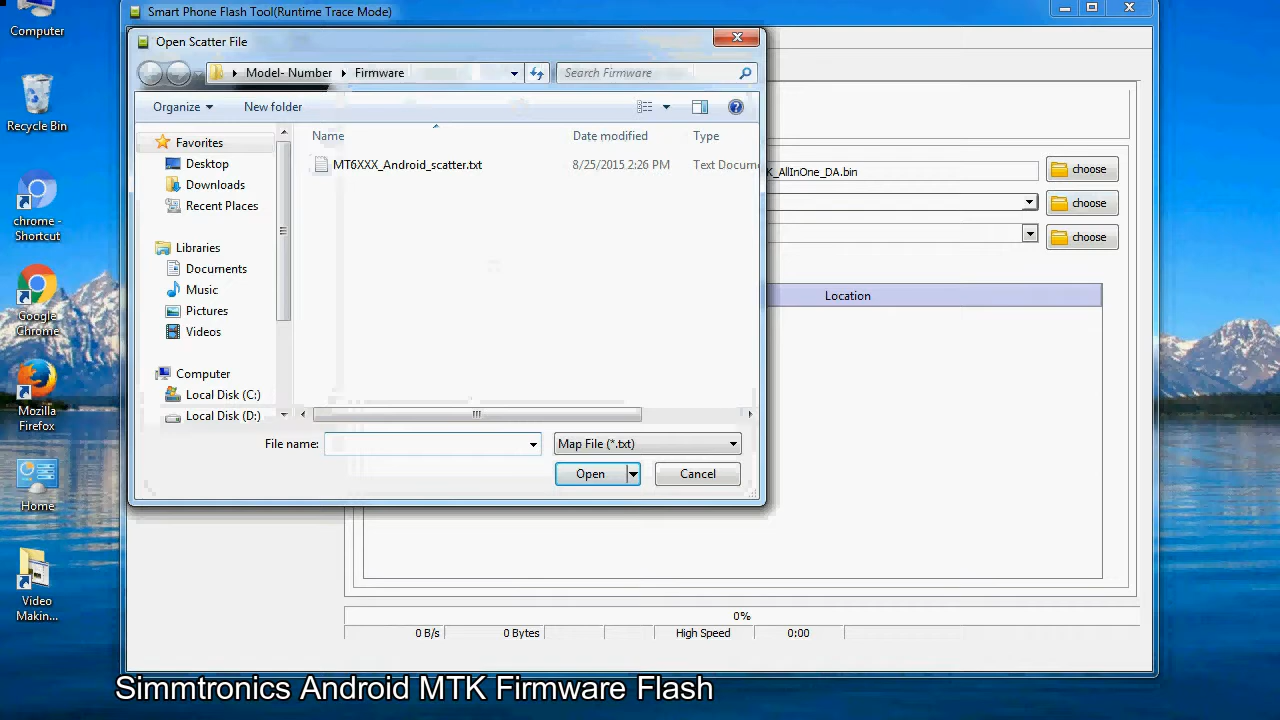 Computer
Recycle Bin
chrome -
Shortcut
Google
Chrome
Mozilla
Firefox
Home
Video
Makin...
Smart Phone Flash Tool(Runtime Trace Mode)
Open Scatter File
Model- Number
Firmware
Search Firmware
Organize
New folder
Name
Date modified
Type
MT6XXX_Android_scatter.txt
8/25/2015 2:26 PM
Text Docum
Favorites
Desktop
Downloads
Recent Places
Libraries
Documents
Music
Pictures
Videos
Computer
Local Disk (C:)
Local Disk (D:)
File name:
Map File (*.txt)
Open
Cancel
K_AllInOne_DA.bin
choose
choose
choose
Location
0%
0 B/s
0 Bytes
High Speed
0:00
Simmtronics Android MTK Firmware Flash